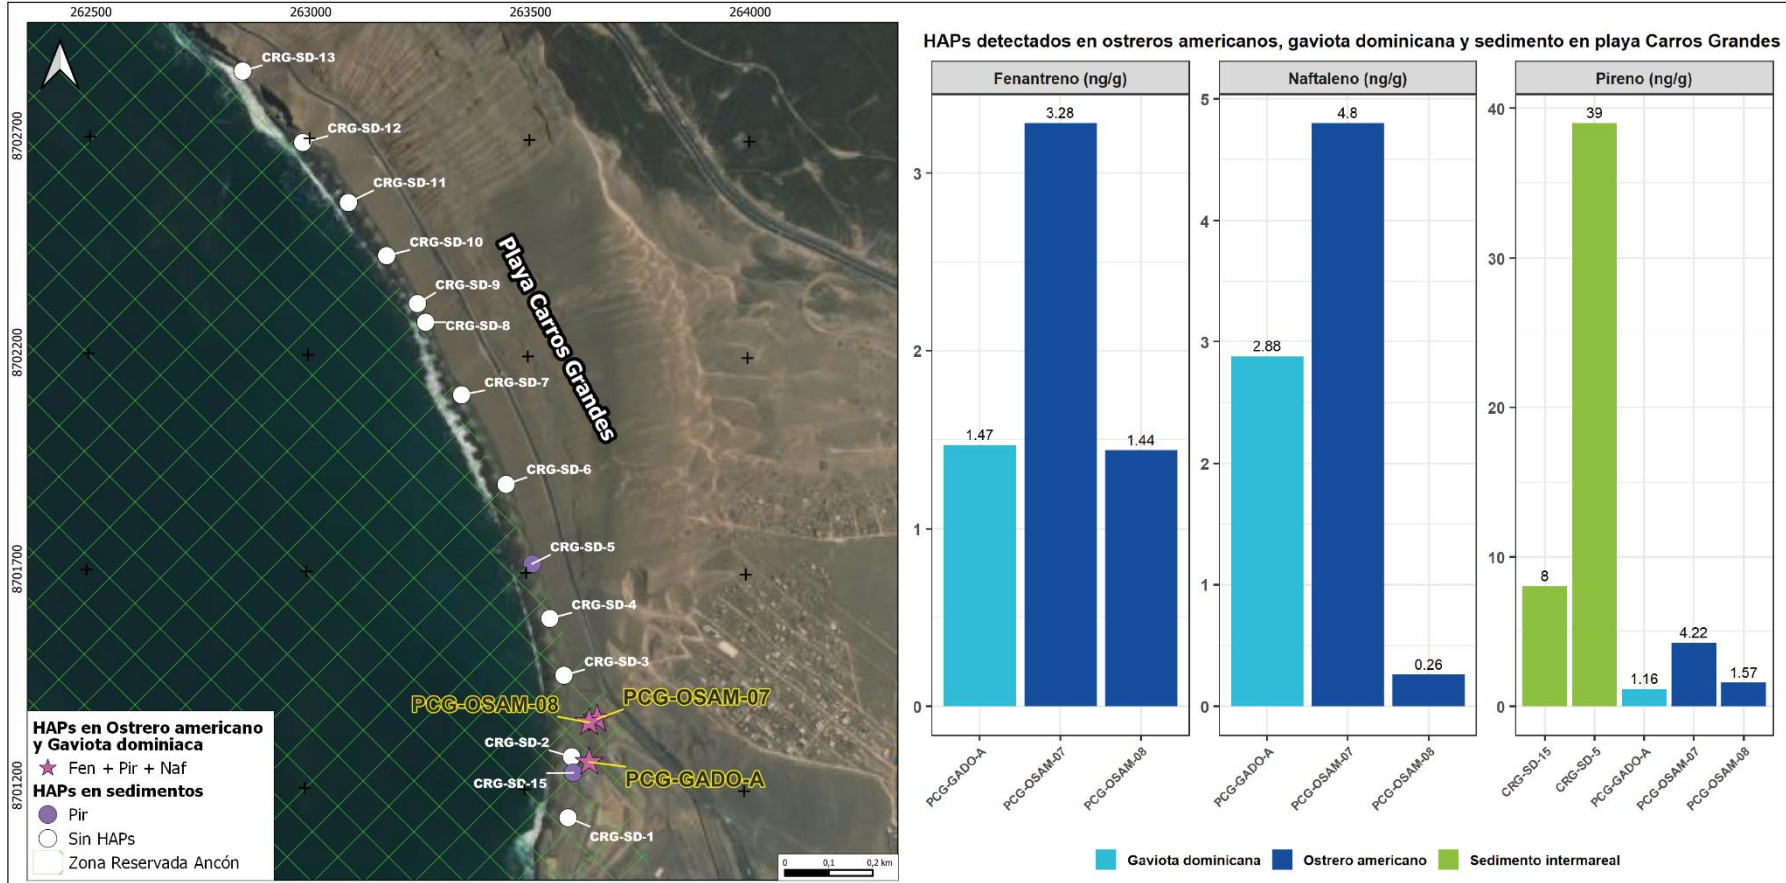 262500
263000
263500
264000
8702700
8702200
8701700
8701200
CRG-SD-13
CRG-SD-12
CRG-SD-11
CRG-SD-10
CRG-SD-9
CRG-SD-8
CRG-SD-7
CRG-SD-6
CRG-SD-5
CRG-SD-4
CRG-SD-3
PCG-OSAM-08
PCG-OSAM-07
CRG-SD-2
CRG-SD-15
PCG-GADO-A
CRG-SD-1
Playa Carros Grandes
HAPs en Ostrero americano
y Gaviota dominiaca
Fen + Pir + Naf
HAPs en sedimentos
Pir
Sin HAPs
Zona Reservada Ancón
0 0,1 0,2 km
HAPs detectados en ostreros americanos, gaviota dominicana y sedimento en playa Carros Grandes
Fenantreno (ng/g)
3
2
1
0
1.47
3.28
1.44
PCG-GADO-A
PCG-OSAM-07
PCG-OSAM-08
Naftaleno (ng/g)
5
4
3
2
1
0
2.88
4.8
0.26
PCG-GADO-A
PCG-OSAM-07
PCG-OSAM-08
Pireno (ng/g)
40
30
20
10
0
8
39
1.16
4.22
1.57
CRG-SD-15
CRG-SD-5
PCG-GADO-A
PCG-OSAM-07
PCG-OSAM-08
Gaviota dominicana
Ostrero americano
Sedimento intermareal